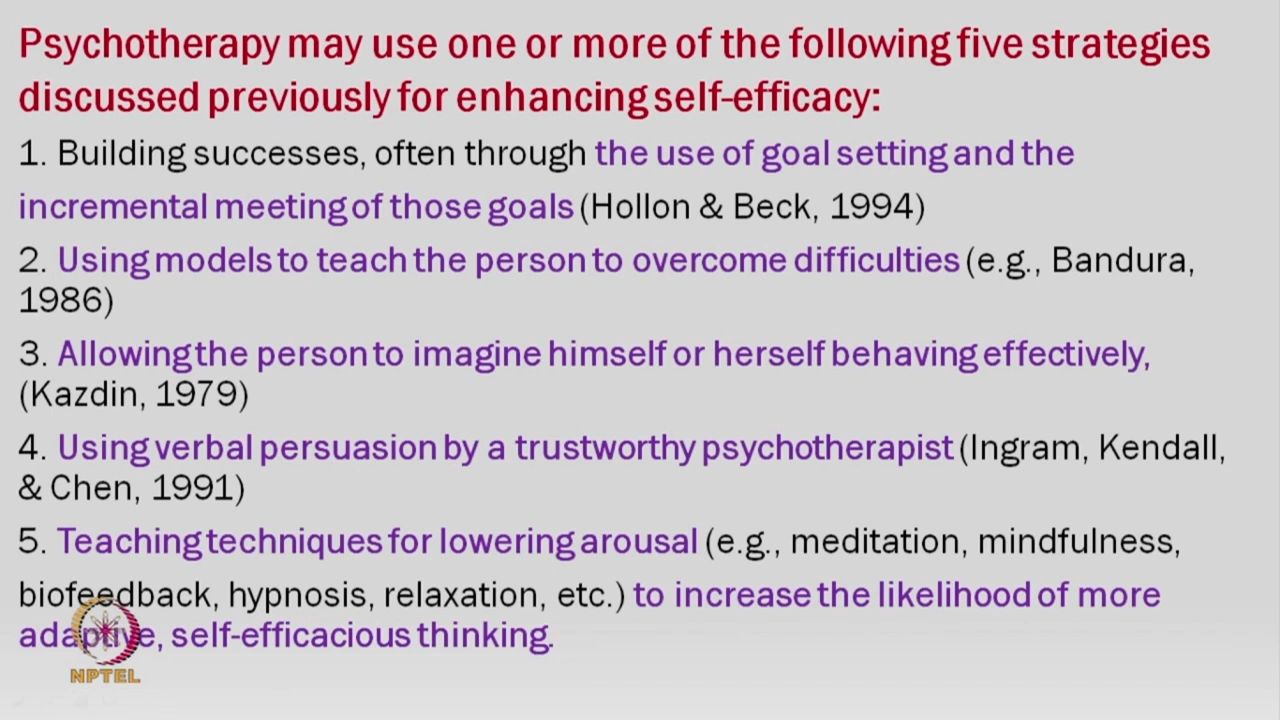 Psychotherapy may use one or more of the following five strategies
discussed previously for enhancing self-efficacy:
1. Building successes, often through the use of goal setting and the
incremental meeting of those goals (Hollon & Beck, 1994)
2. Using models to teach the person to overcome difficulties (e.g., Bandura,
1986)
3. Allowing the person to imagine himself or herself behaving effectively,
(Kazdin, 1979)
4. Using verbal persuasion by a trustworthy psychotherapist (Ingram, Kendall,
& Chen, 1991)
5. Teaching techniques for lowering arousal (e.g., meditation, mindfulness,
biofeedback, hypnosis, relaxation, etc.) to increase the likelihood of more
adaptive, self-efficacious thinking.
NPTEL